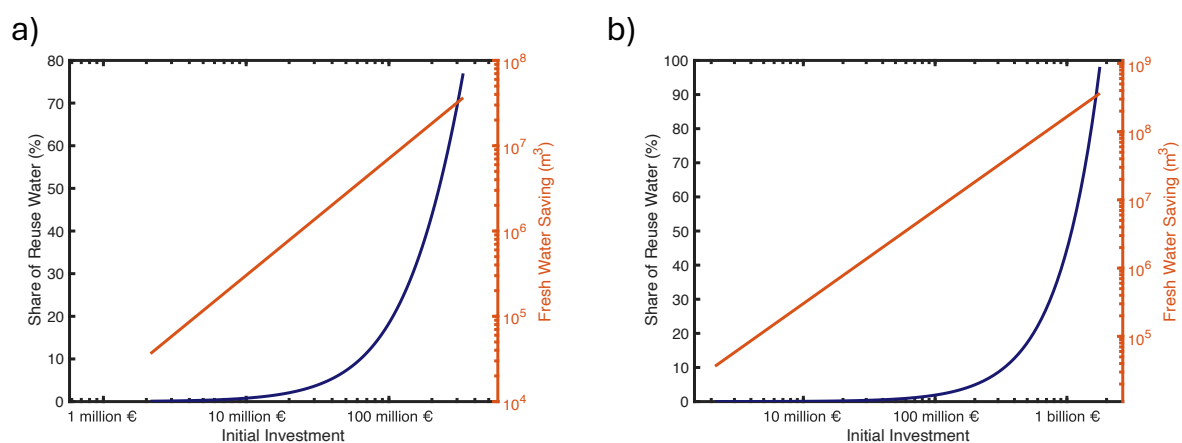 a)
80
70
60
50
40
30
20
10
0
Share of Reuse Water (%)
10^8
10^7
10^6
10^5
10^4
Fresh Water Saving (m^3)
1 million €
10 million €
100 million €
Initial Investment
b)
100
90
80
70
60
50
40
30
20
10
0
Share of Reuse Water (%)
10^9
10^8
10^7
10^6
10^5
Fresh Water Saving (m^3)
10 million €
100 million €
1 billion €
Initial Investment